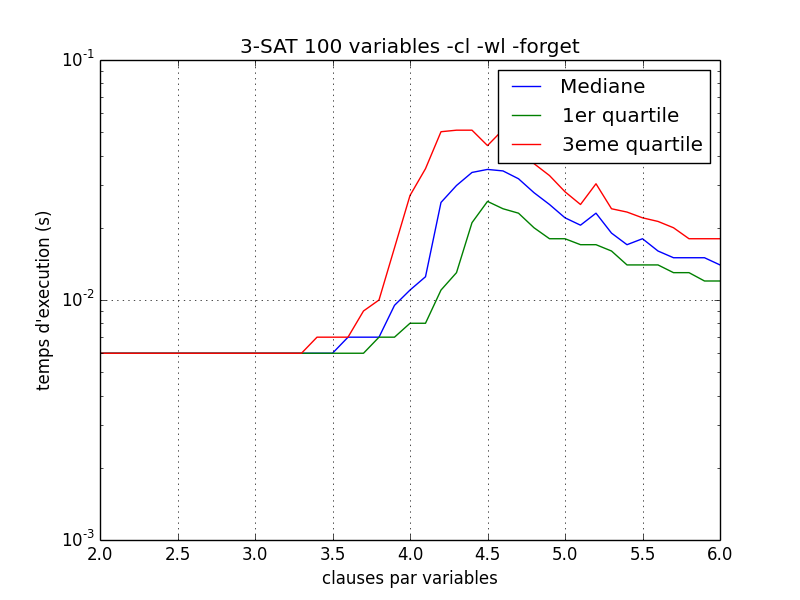 3-SAT 100 variables -cl -wl -forget
10^-1
Mediane
1er quartile
3eme quartile
temps d'execution (s)
10^-2
10^-3
2.0 2.5 3.0 3.5 4.0 4.5 5.0 5.5 6.0
clauses par variables